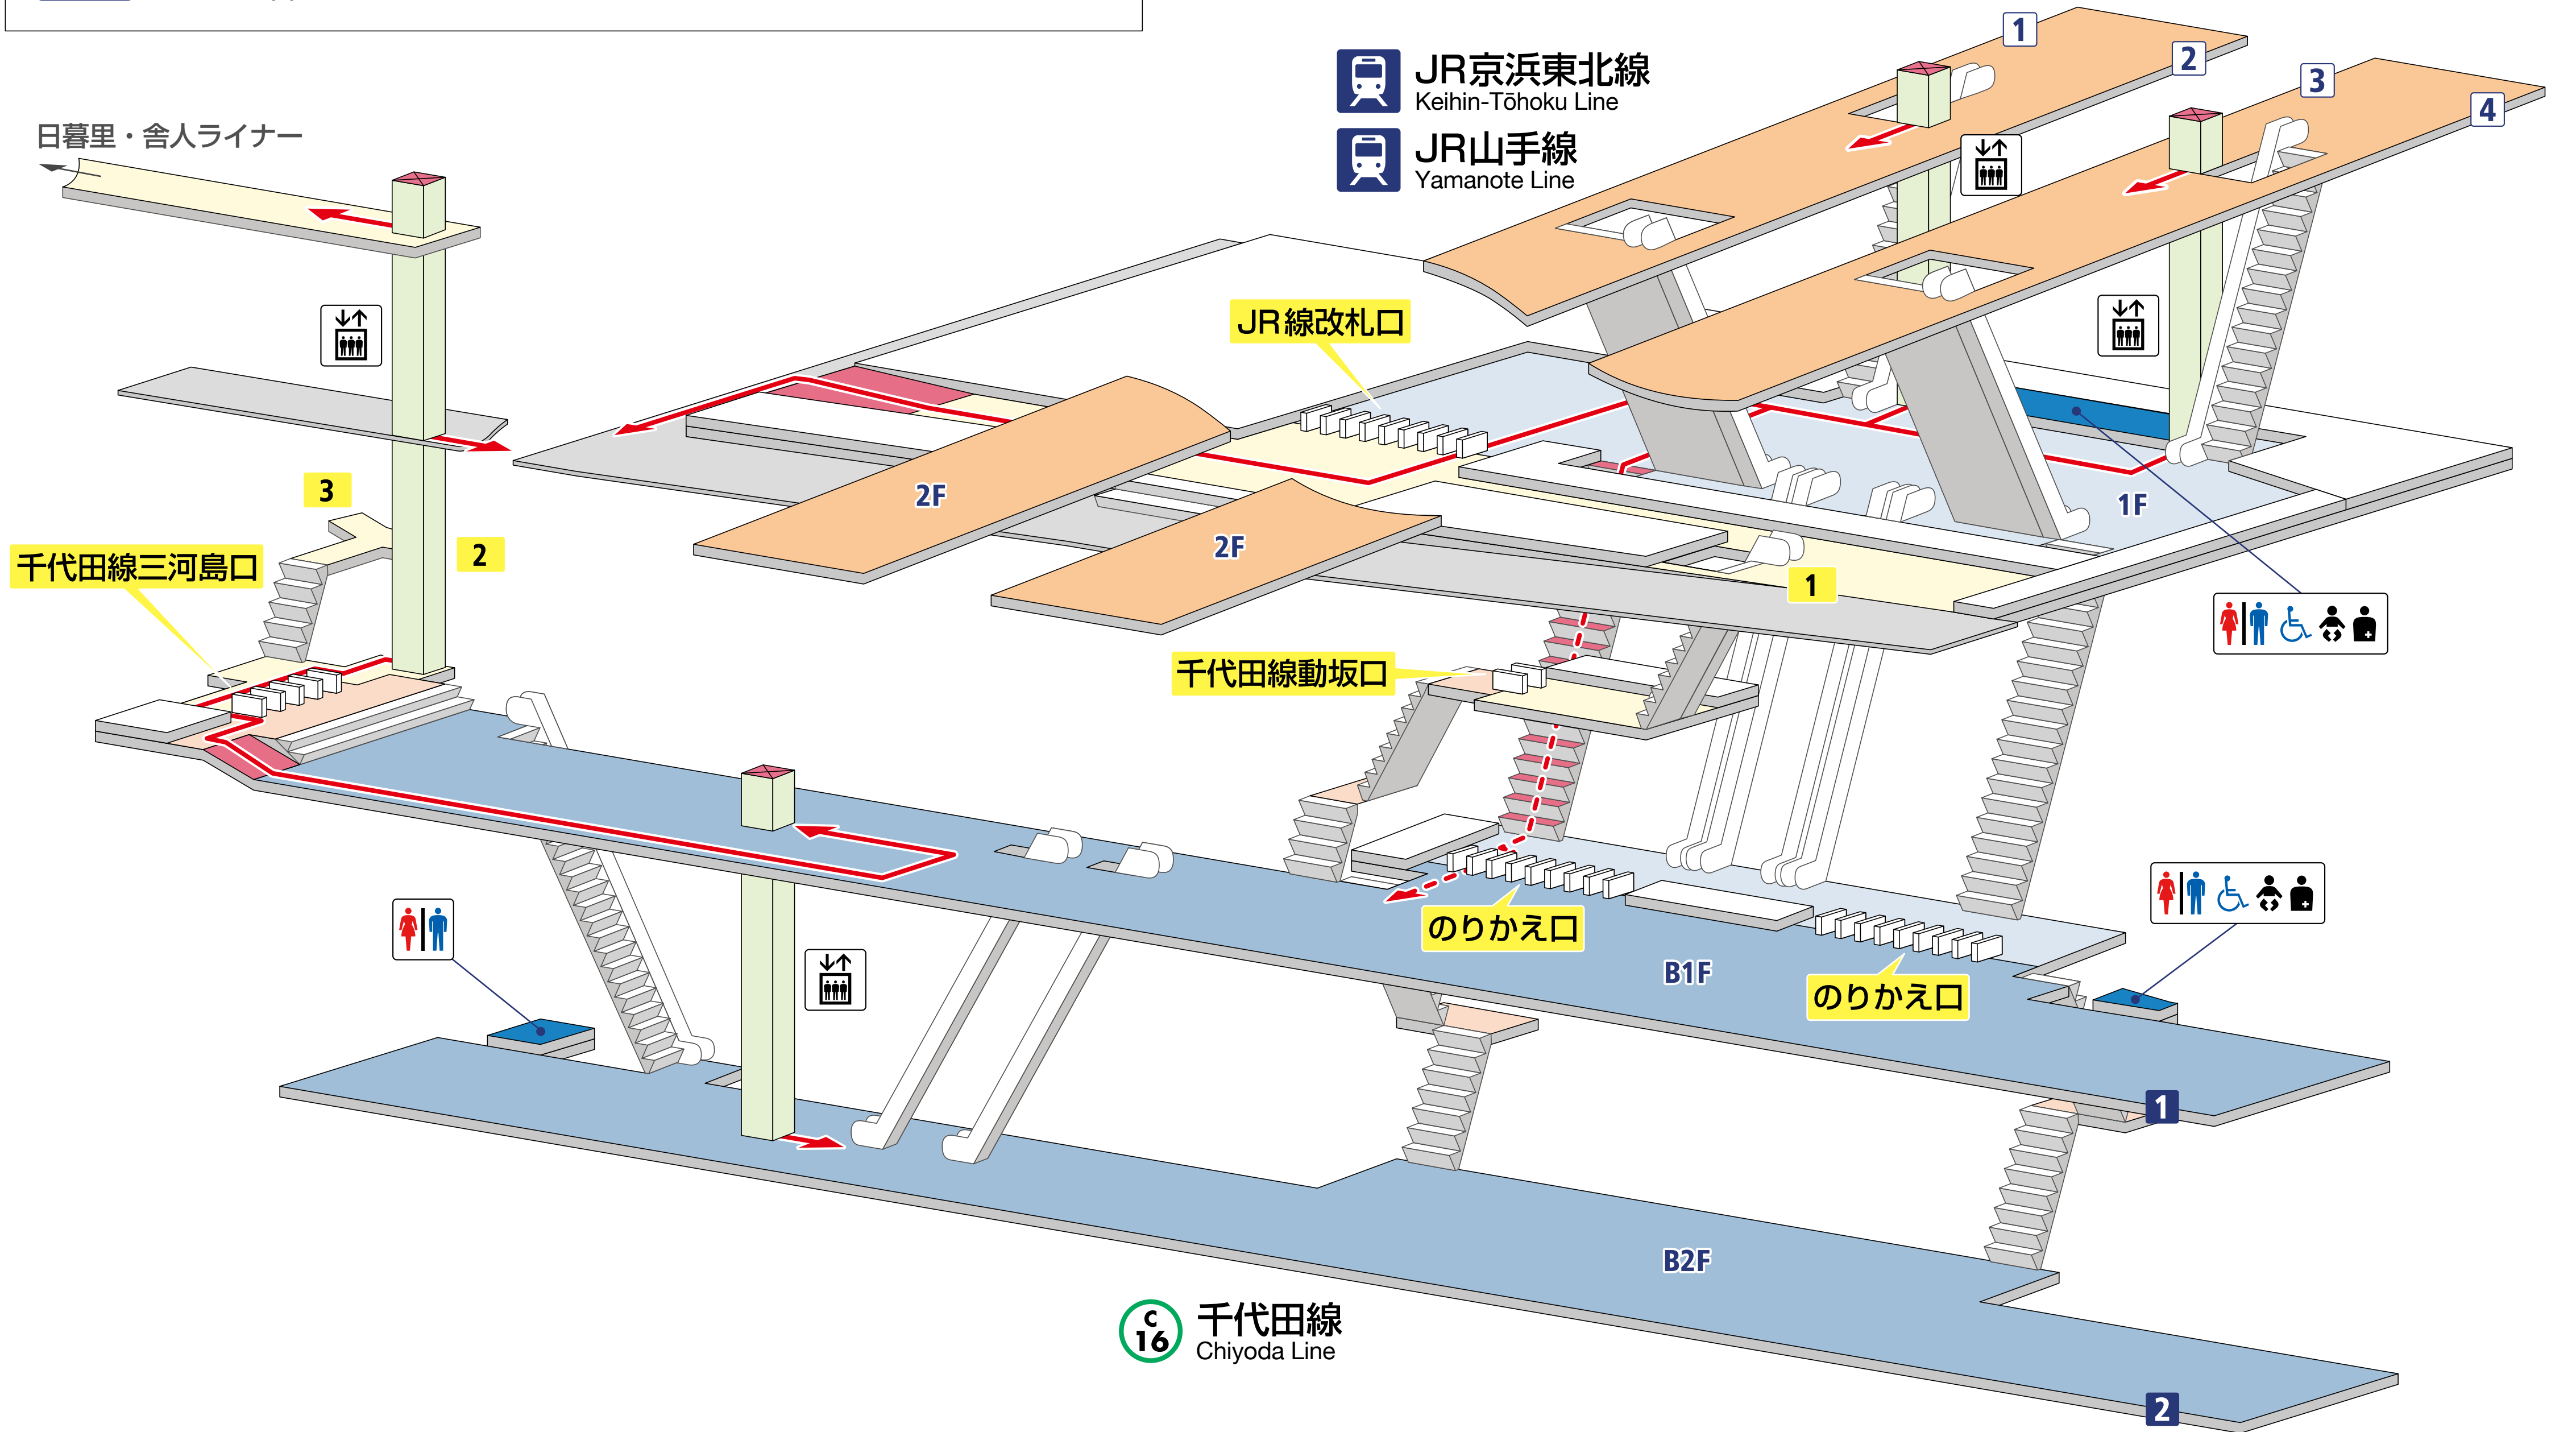 JR京浜東北線
Keihin-Tōhoku Line
JR山手線
Yamanote Line
1
2
3
4
日暮里・舎人ライナー
JR線改札口
3
2
千代田線三河島口
2F
2F
1F
1
千代田線動坂口
のりかえ口
のりかえ口
B1F
1
B2F
2
C
16
千代田線
Chiyoda Line